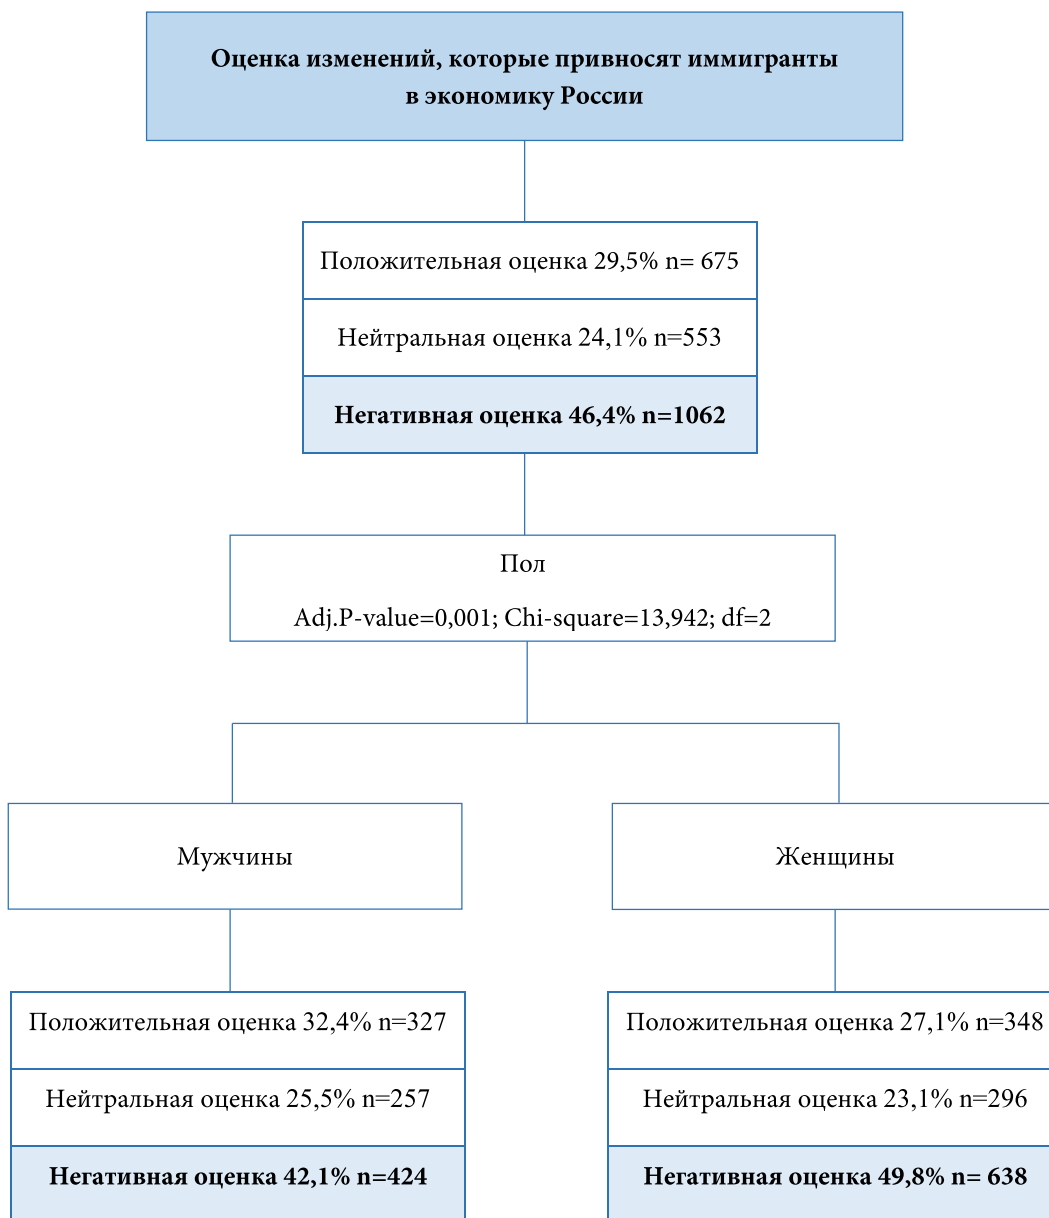 Оценка изменений, которые привносят иммигранты
в экономику России
Положительная оценка 29,5% n= 675
Нейтральная оценка 24,1% n=553
Негативная оценка 46,4% n=1062
Пол
Adj.P-value=0,001; Chi-square=13,942; df=2
Мужчины
Женщины
Положительная оценка 32,4% n=327
Нейтральная оценка 25,5% n=257
Негативная оценка 42,1% n=424
Положительная оценка 27,1% n=348
Нейтральная оценка 23,1% n=296
Негативная оценка 49,8% n= 638